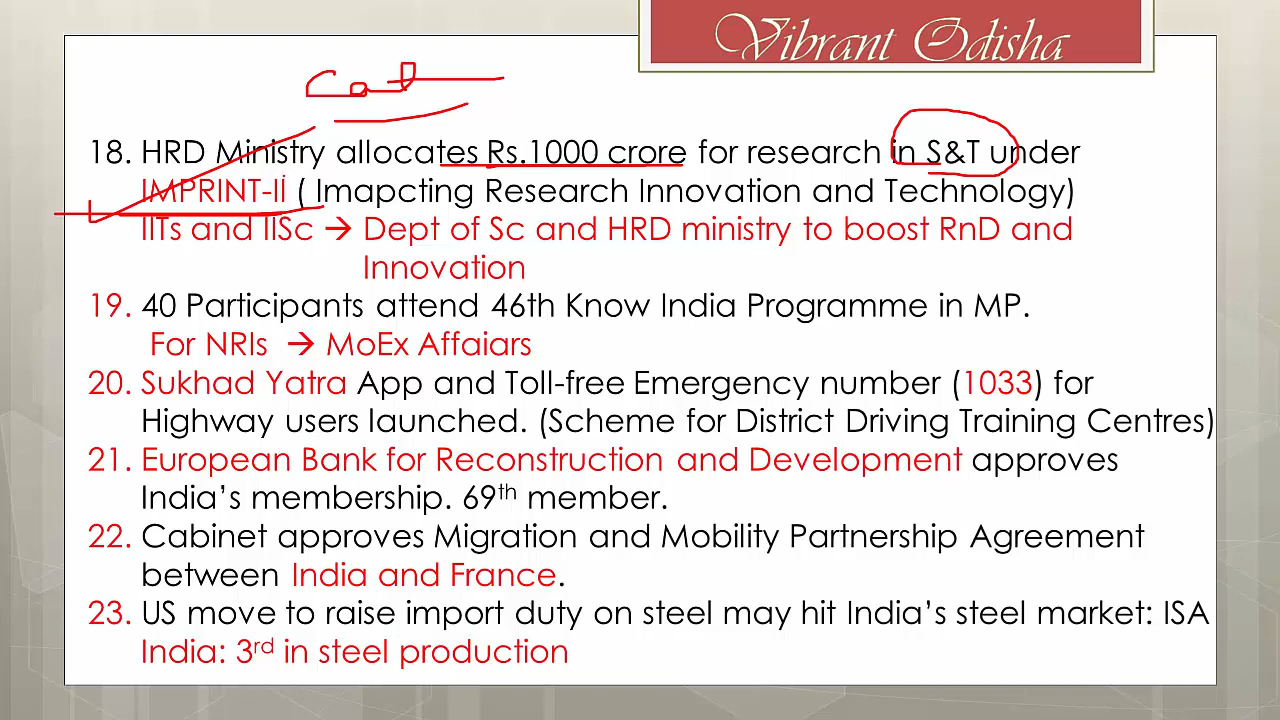 Vibrant Odisha
18. HRD Ministry allocates Rs.1000 crore for research in S&T under
IMPRINT-II ( Imapcting Research Innovation and Technology)
IITs and IISc → Dept of Sc and HRD ministry to boost RnD and
Innovation
19. 40 Participants attend 46th Know India Programme in MP.
For NRIs → MoEx Affaiars
20. Sukhad Yatra App and Toll-free Emergency number (1033) for
Highway users launched. (Scheme for District Driving Training Centres)
21. European Bank for Reconstruction and Development approves
India's membership. 69th member.
22. Cabinet approves Migration and Mobility Partnership Agreement
between India and France.
23. US move to raise import duty on steel may hit India's steel market: ISA
India: 3rd in steel production